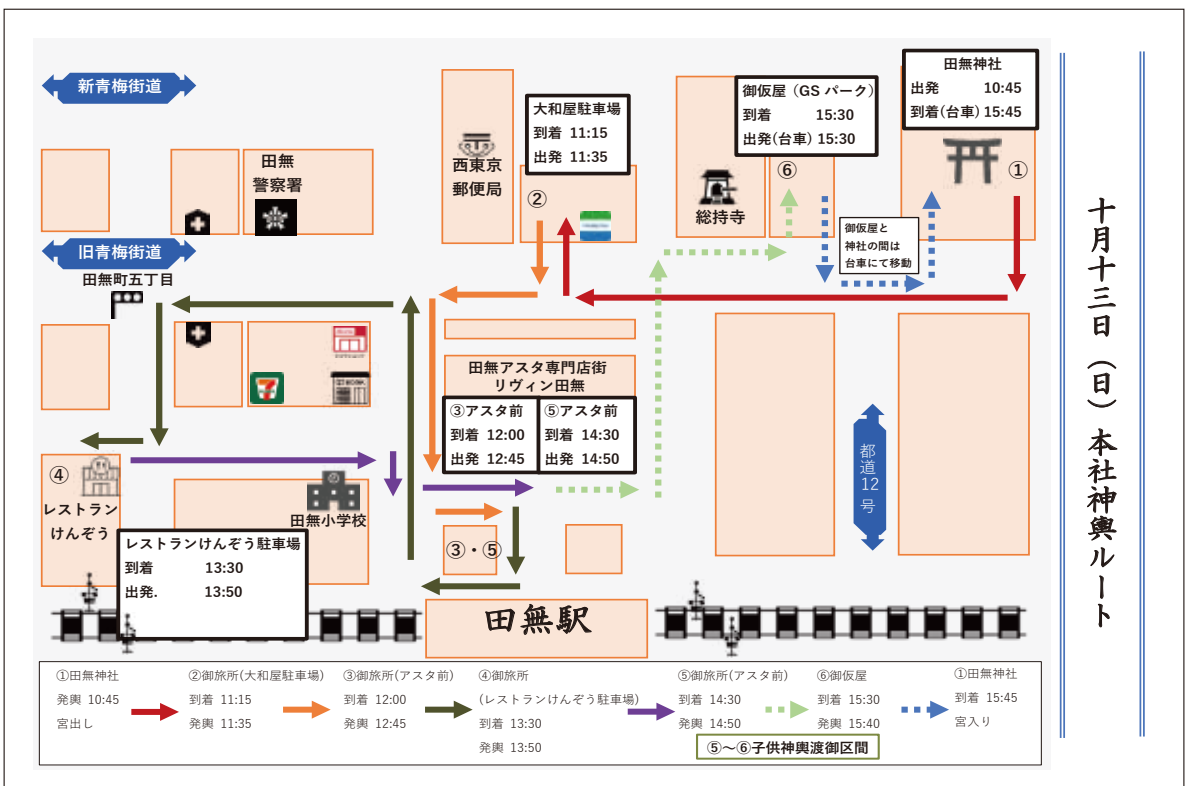 十月十三日（日）本社神輿ルート
新青梅街道
田無神社
出発 10:45
到着(台車) 15:45
①
御仮屋（GS パーク）
到着 15:30
出発(台車) 15:30
⑥
大和屋駐車場
到着 11:15
出発 11:35
②
西東京
郵便局
総持寺
田無
警察署
御仮屋と
神社の間は
台車にて移動
旧青梅街道
田無町五丁目
田無アスタ専門店街
リヴィン田無
③アスタ前
到着 12:00
出発 12:45
⑤アスタ前
到着 14:30
出発 14:50
都道12号
④
レストラン
けんぞう
田無小学校
レストランけんぞう駐車場
到着 13:30
出発. 13:50
③・⑤
田無駅
①田無神社
発輿 10:45
宮出し
②御旅所(大和屋駐車場)
到着 11:15
発輿 11:35
③御旅所(アスタ前)
到着 12:00
発輿 12:45
④御旅所
(レストランけんぞう駐車場)
到着 13:30
発輿 13:50
⑤御旅所(アスタ前)
到着 14:30
発輿 14:50
⑥御仮屋
到着 15:30
発輿 15:40
①田無神社
到着 15:45
宮入り
⑤〜⑥子供神輿渡御区間